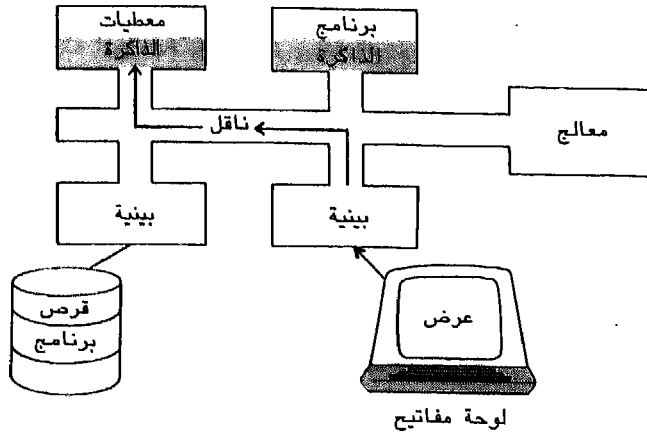 برنامج
الذاكرة
معطيات
الذاكرة
معالج
ناقل
بينية
بينية
عرض
لوحة مفاتيح
قرص
برنامج